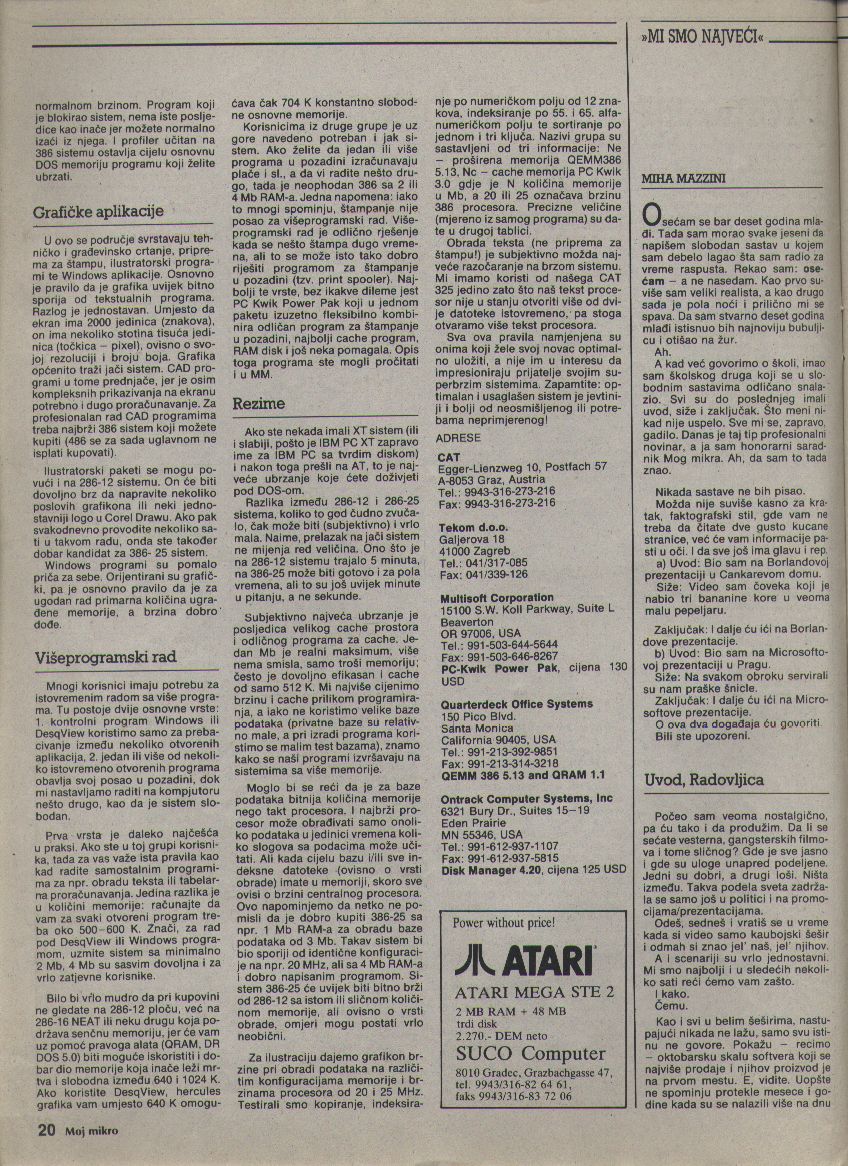 normalnom brzinom. Program koji
je blokirao sistem, nema iste poslje-
dice kao inače jer možete normalno
izaći iz njega. I profiler učitan na
386 sistemu ostavlja cijelu osnovnu
DOS memoriju programu koji želite
ubrzati.
Grafičke aplikacije
U ovo se područje svrstavaju teh-
ničko i građevinsko crtanje, pripre-
ma za štampu, ilustratorski progra-
mi te Windows aplikacije. Osnovno
je pravilo da je grafika uvijek bitno
sporija od tekstualnih programa.
Razlog je jednostavan. Umjesto da
ekran ima 2000 jedinica (znakova),
on ima nekoliko stotina tisuća jedi-
nica (točkica – pixel), ovisno o svo-
joj rezoluciji i broju boja. Grafika
općenito traži jači sistem. CAD pro-
grami u tome prednjače, jer je osim
kompleksnih prikazivanja na ekranu
potrebno i dugo proračunavanje. Za
profesionalan rad CAD programima
treba najbrži 386 sistem koji možete
kupiti (486 se za sada uglavnom ne
isplati kupovati).
Ilustratorski paketi se mogu po-
vući i na 286-12 sistemu. On će biti
dovoljno brz da napravite nekoliko
poslovih grafikona ili neki jedno-
stavniji logo u Corel Drawu. Ako pak
svakodnevno provodite nekoliko sa-
ti u takvom radu, onda ste također
dobar kandidat za 386- 25 sistem.
Windows programi su pomalo
priča za sebe. Orijentirani su grafič-
ki, pa je osnovno pravilo da je za
ugodan rad primarna količina ugra-
đene memorije, a brzina dobro
dođe.
Višeprogramski rad
Mnogi korisnici imaju potrebu za
istovremenim radom sa više progra-
ma. Tu postoje dvije osnovne vrste:
1. kontrolni program Windows ili
DesqView koristimo samo za preba-
civanje između nekoliko otvorenih
aplikacija, 2. jedan ili više od nekoli-
ko istovremeno otvorenih programa
obavlja svoj posao u pozadini, dok
mi nastavljamo raditi na kompjutoru
nešto drugo, kao da je sistem slo-
bodan.
Prva vrsta je daleko najčešća
u praksi. Ako ste u toj grupi korisni-
ka, tada za vas važe ista pravila kao
kad radite samostalnim programi-
ma za npr. obradu teksta ili tabelar-
na proračunavanja. Jedina razlika je
u količini memorije: računajte da
vam za svaki otvoreni program tre-
ba oko 500–600 K. Znači, za rad
pod DesqView ili Windows progra-
mom, uzmite sistem sa minimalno
2 Mb, 4 Mb su sasvim dovoljna i za
vrlo zahtjevne korisnike.
Bilo bi vrlo mudro da pri kupovini
ne gledate na 286-12 ploču, već na
286-16 NEAT ili neku drugu koja po-
država senčnu memoriju, jer će vam
uz pomoć pravoga alata (QRAM, DR
DOS 5.0) biti moguće iskoristiti i do-
bar dio memorije koja inače leži mr-
tva i slobodna između 640 i 1024 K.
Ako koristite DesqView, hercules
grafika vam umjesto 640 K omogu-
ćava čak 704 K konstantno slobod-
ne osnovne memorije.
Korisnicima iz druge grupe je uz
gore navedeno potreban i jak si-
stem. Ako želite da jedan ili više
programa u pozadini izračunavaju
plaće i sl., a da vi radite nešto dru-
go, tada je neophodan 386 sa 2 ili
4 Mb RAM-a. Jedna napomena: iako
to mnogi spominju, štampanje nije
posao za višeprogramski rad. Više-
programski rad je odlično rješenje
kada se nešto štampa dugo vreme-
na, ali to se može isto tako dobro
riješiti programom za štampanje
u pozadini (tzv. print spooler). Naj-
bolji te vrste, bez ikakve dileme jest
PC Kwik Power Pak koji u jednom
paketu izuzetno fleksibilno kombi-
nira odličan program za štampanje
u pozadini, najbolji cache program,
RAM disk i još neka pomagala. Opis
toga programa ste mogli pročitati
i u MM.
Rezime
Ako ste nekada imali XT sistem (ili
i slabiji, pošto je IBM PC XT zapravo
ime za IBM PC sa tvrdim diskom)
i nakon toga prešli na AT, to je naj-
veće ubrzanje koje ćete doživjeti
pod DOS-om.
Razlika između 286-12 i 286-25
sistema, koliko to god čudno zvuča-
lo, čak može biti (subjektivno) i vrlo
mala. Naime, prelazak na jači sistem
ne mijenja red veličina. Ono što je
na 286-12 sistemu trajalo 5 minuta,
na 386-25 može biti gotovo i za pola
vremena, ali to su još uvijek minute
u pitanju, a ne sekunde.
Subjektivno najveća ubrzanje je
posljedica velikog cache prostora
i odličnog programa za cache. Je-
dan Mb je realni maksimum, više
nema smisla, samo troši memoriju;
često je dovoljno efikasan i cache
od samo 512 K. Mi najviše cijenimo
brzinu i cache prilikom programira-
nja, a iako ne koristimo velike baze
podataka (privatne baze su relativ-
no male, a pri izradi programa kori-
stimo se malim test bazama), znamo
kako se naši programi izvršavaju na
sistemima sa više memorije.
Moglo bi se reći da je za baze
podataka bitnija količina memorije
nego takt procesora. I najbrži pro-
cesor može obrađivati samo onoli-
ko podataka u jedinici vremena koli-
ko slogova sa podacima može uči-
tati. Ali kada cijelu bazu i/ili sve in-
deksne datoteke (ovisno o vrsti
obrade) imate u memoriji, skoro sve
ovisi o brzini centralnog procesora.
Ovo napominjemo da netko ne po-
misli da je dobro kupiti 386-25 sa
npr. 1 Mb RAM-a za obradu baze
podataka od 3 Mb. Takav sistem bi
bio sporiji od identične konfiguraci-
je na npr. 20 MHz, ali sa 4 Mb RAM-a
i dobro napisanim programom. Si-
stem 386-25 će uvijek biti bitno brži
od 286-12 sa istom ili sličnom količi-
nom memorije, ali ovisno o vrsti
obrade, omjeri mogu postati vrlo
neobični.
Za ilustraciju dajemo grafikon br-
zine pri obradi podataka na različi-
tim konfiguracijama memorije i br-
zinama procesora od 20 i 25 MHz.
Testirali smo kopiranje, indeksira-
nje po numeričkom polju od 12 zna-
kova, indeksiranje po 55. i 65. alfa-
numeričkom polju te sortiranje po
jednom i tri ključa. Nazivi grupa su
sastavljeni od tri informacije: Ne
– proširena memorija QEMM386
5.13, Nc – cache memorija PC Kwik
3.0 gdje je N količina memorije
u Mb, a 20 ili 25 označava brzinu
386 procesora. Precizne veličine
(mjereno iz samog programa) su da-
te u drugoj tablici.
Obrada teksta (ne priprema za
štampu!) je subjektivno možda naj-
veće razočaranje na brzom sistemu.
Mi imamo koristi od našega CAT
325 jedino zato što naš tekst proce-
sor nije u stanju otvoriti više od dvi-
je datoteke istovremeno, pa stoga
otvaramo više tekst procesora.
Sva ova pravila namjenjena su
onima koji žele svoj novac optimal-
no uložiti, a nije im u interesu da
impresioniraju prijatelje svojim su-
perbrzim sistemima. Zapamtite: op-
timalan i usaglašen sistem je jevtini-
ji i bolji od neosmišljenog ili potre-
bama neprimjerenog!
ADRESE
CAT
Egger-Lienzweg 10, Postfach 57
A-8053 Graz, Austria
Tel.: 9943-316-273-216
Fax: 9943-316-273-216
Tekom d.o.o.
Galjerova 18
41000 Zagreb
Tel.: 041/317-085
Fax: 041/339-126
Multisoft Corporation
15100 S.W. Koll Parkway, Suite L
Beaverton
OR 97006, USA
Tel.: 991-503-644-5644
Fax: 991-503-646-8267
PC-Kwik Power Pak, cijena 130
USD
Quarterdeck Office Systems
150 Pico Blvd.
Santa Monica
California 90405, USA
Tel.: 991-213-392-9851
Fax: 991-213-314-3218
QEMM 386 5.13 and QRAM 1.1
Ontrack Computer Systems, Inc
6321 Bury Dr., Suites 15–19
Eden Prairie
MN 55346, USA
Tel.: 991-612-937-1107
Fax: 991-612-937-5815
Disk Manager 4.20, cijena 125 USD
Power without price!
ATARI
ATARI MEGA STE 2
2 MB RAM + 48 MB
trdi disk
2.270.- DEM neto
SUCO Computer
8010 Gradec, Grazbachgasse 47,
tel. 9943/316-82 64 61,
faks 9943/316-83 72 06
»MI SMO NAJVEĆI«
MIHA MAZZINI
Osećam se bar deset godina mla-
đi. Tada sam morao svake jeseni da
napišem slobodan sastav u kojem
sam debelo lagao šta sam radio za
vreme raspusta. Rekao sam: ose-
ćam – a ne nasedam. Kao prvo su-
više sam veliki realista, a kao drugo
sada je pola noći i prilično mi se
spava. Da sam stvarno deset godina
mlađi istisnuo bih najnoviju bubulji-
cu i otišao na žur.
Ah.
A kad već govorimo o školi, imao
sam školskog druga koji se u slo-
bodnim sastavima odlično snala-
zio. Svi su do poslednjeg imali
uvod, siže i zaključak. Što meni ni-
kad nije uspelo. Sve mi se, zapravo,
gadilo. Danas je taj tip profesionalni
novinar, a ja sam honorarni sarad-
nik Mog mikra. Ah, da sam to tada
znao.
Nikada sastave ne bih pisao.
Možda nije suviše kasno za kra-
tak, faktografski stil, gde vam ne
treba da čitate dve gusto kucane
stranice, već će vam informacije pa-
sti u oči. I da sve još ima glavu i rep.
a) Uvod: Bio sam na Borlandovoj
prezentaciji u Cankarevom domu.
Siže: Video sam čoveka koji je
nabio tri bananine kore u veoma
malu pepeljaru.
Zaključak: I dalje ću ići na Borlan-
dove prezentacije.
b) Uvod: Bio sam na Microsofto-
voj prezentaciji u Pragu.
Siže: Na svakom obroku servirali
su nam praške šnicle.
Zaključak: I dalje ću ići na Micro-
softove prezentacije.
O ova dva događaja ću govoriti.
Bili ste upozoreni.
Uvod, Radovljica
Počeo sam veoma nostalgično,
pa ću tako i da produžim. Da li se
sećate vesterna, gangsterskih filmo-
va i tome sličnog? Gde je sve jasno
i gde su uloge unapred podeljene.
Jedni su dobri, a drugi loši. Ništa
između. Takva podela sveta zadrža-
la se samo još u politici i na promo-
cijama/prezentacijama.
Odeš, sedneš i vratiš se u vreme
kada si video samo kaubojski šešir
i odmah si znao jel' naš, jel' njihov.
A i scenariji su vrlo jednostavni.
Mi smo najbolji i u sledećih nekoli-
ko sati reći ćemo vam zašto.
I kako.
Čemu.
Kao i svi u belim šeširima, nastu-
pajući nikada ne lažu, samo svu isti-
nu ne govore. Pokažu – recimo
– oktobarsku skalu softvera koji se
najviše prodaje i njihov proizvod je
na prvom mestu. E, vidite. Uopšte
ne spominju protekle mesece i go-
dine kada su se nalazili više na dnu
20 Moj mikro